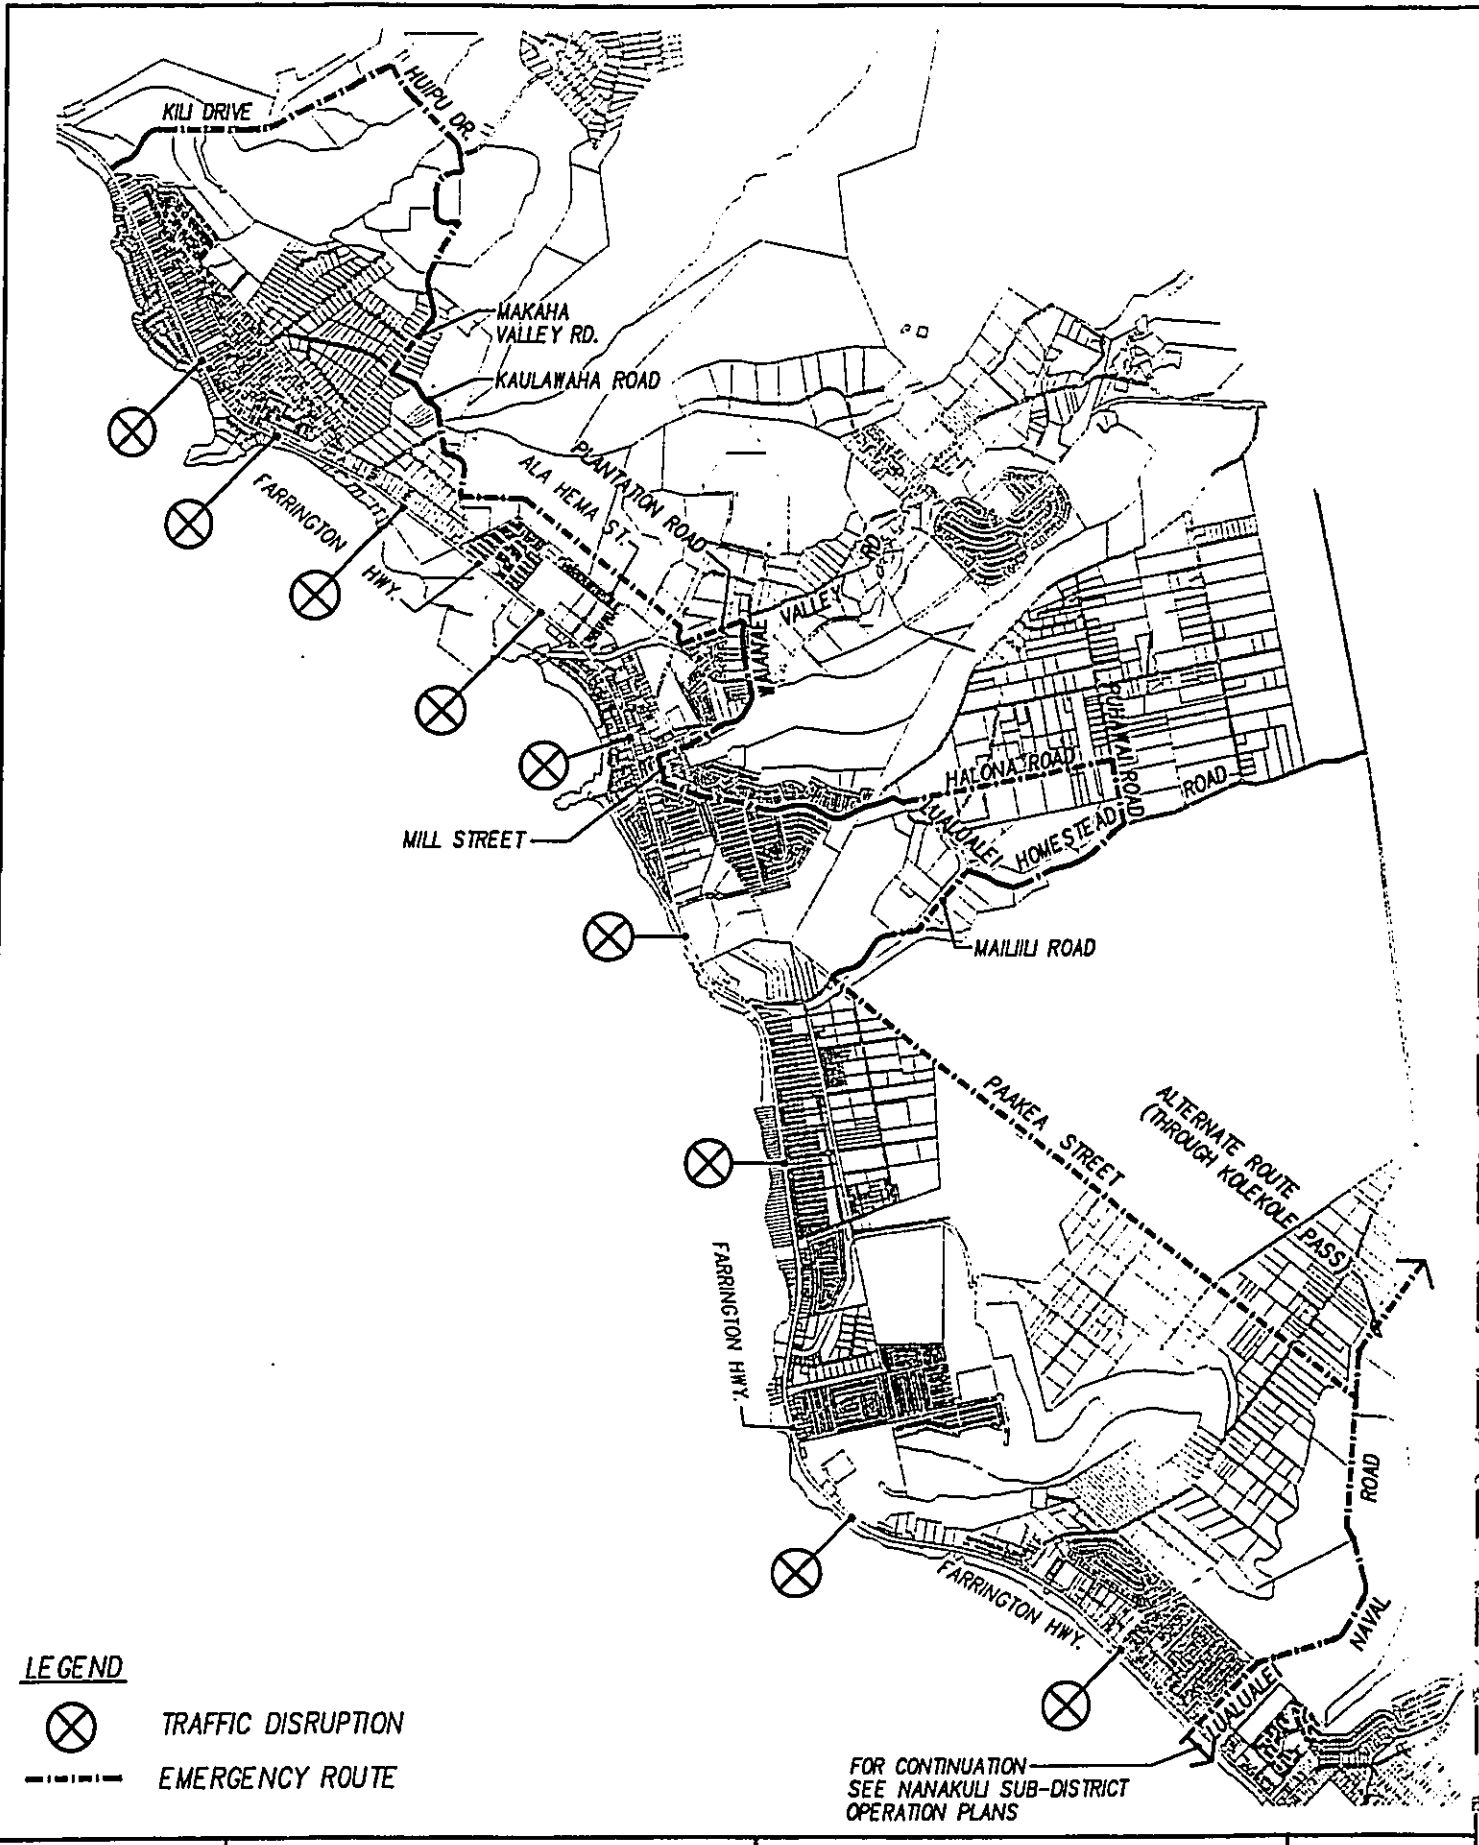 KILI DRIVE
HUIPU DR.
MAKAHA
VALLEY RD.
KAULAWAHA ROAD
PLANTATION ROAD
ALA HEMA ST.
FARRINGTON
HWY.
WAIANAE
VALLEY
RD.
PUHAWAI ROAD
HALONA ROAD
LUALUALEI
HOMESTEAD
ROAD
MILL STREET
MAILIILI ROAD
PAAKEA STREET
ALTERNATE ROUTE
(THROUGH KOLEKOLE PASS)
FARRINGTON HWY.
ROAD
FARRINGTON HWY.
NAVAL
LUALUALEI
LEGEND
TRAFFIC DISRUPTION
EMERGENCY ROUTE
FOR CONTINUATION
SEE NANAKULI SUB-DISTRICT
OPERATION PLANS